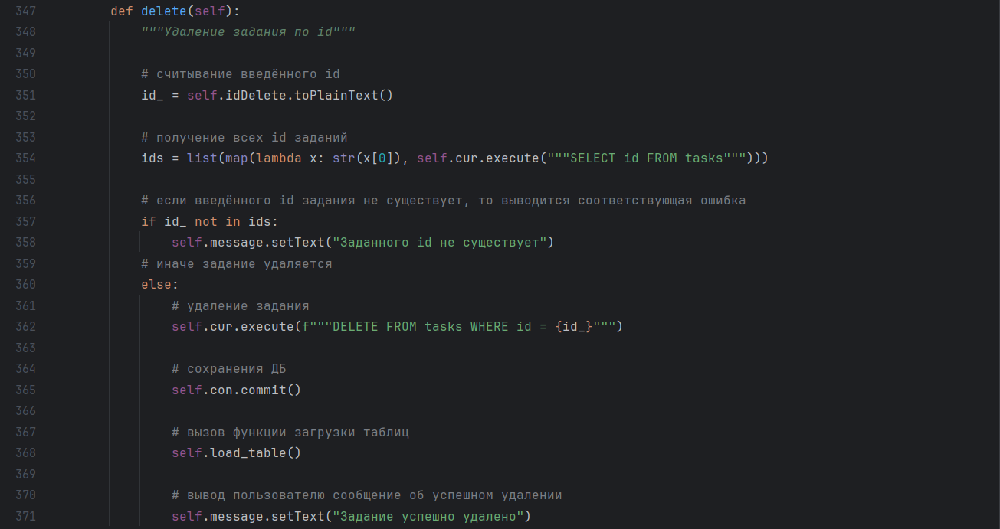 347 def delete(self):
348 """Удаление задания по id"""
349
350 # считывание введённого id
351 id_ = self.idDelete.toPlainText()
352
353 # получение всех id заданий
354 ids = list(map(lambda x: str(x[0]), self.cur.execute("""SELECT id FROM tasks""")))
355
356 # если введённого id задания не существует, то выводится соответствующая ошибка
357 if id_ not in ids:
358 self.message.setText("Заданного id не существует")
359 # иначе задание удаляется
360 else:
361 # удаление задания
362 self.cur.execute(f"""DELETE FROM tasks WHERE id = {id_}""")
363
364 # сохранения ДБ
365 self.con.commit()
366
367 # вызов функции загрузки таблиц
368 self.load_table()
369
370 # вывод пользователю сообщение об успешном удалении
371 self.message.setText("Задание успешно удалено")